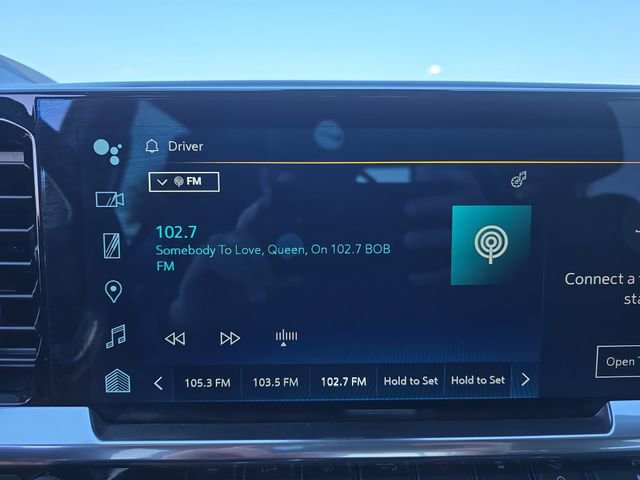 Driver
FM
102.7
Somebody To Love, Queen, On 102.7 BOB
FM
Connect a
sta
Open
105.3 FM
103.5 FM
102.7 FM
Hold to Set
Hold to Set